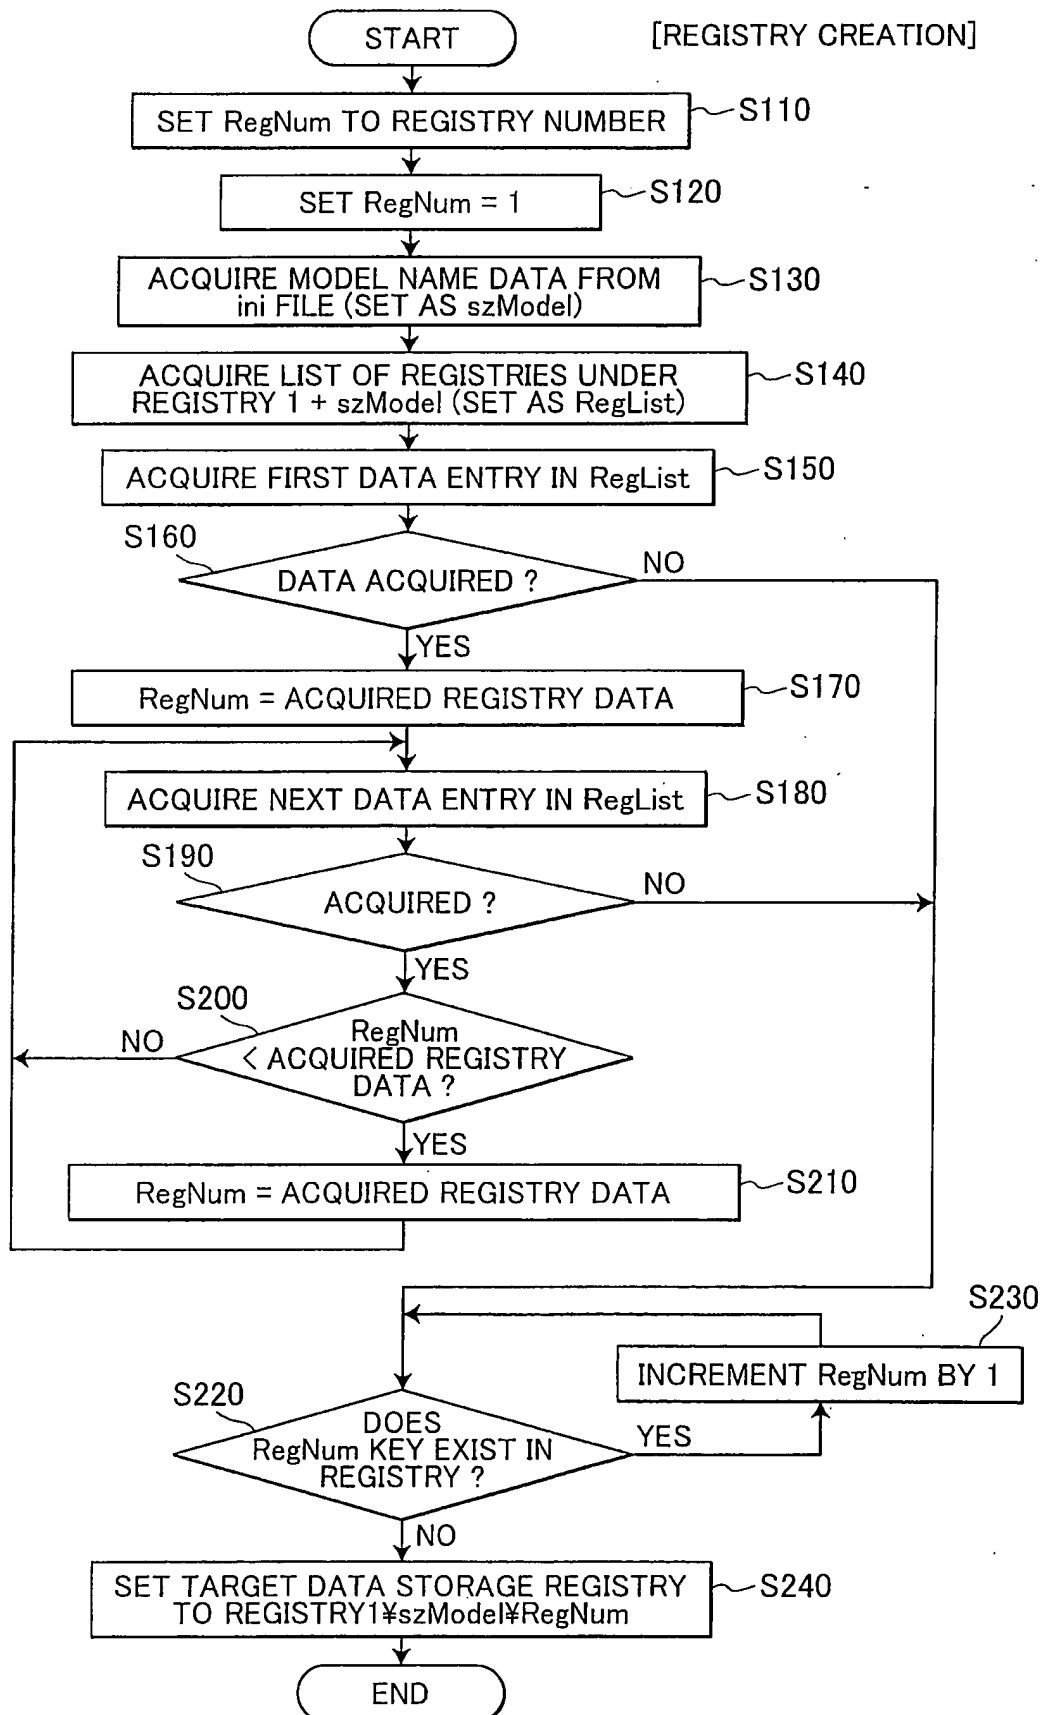 START
[REGISTRY CREATION]
SET RegNum TO REGISTRY NUMBER
S110
SET RegNum = 1
S120
ACQUIRE MODEL NAME DATA FROM
ini FILE (SET AS szModel)
S130
ACQUIRE LIST OF REGISTRIES UNDER
REGISTRY 1 + szModel (SET AS RegList)
S140
ACQUIRE FIRST DATA ENTRY IN RegList
S150
S160
DATA ACQUIRED ?
NO
YES
RegNum = ACQUIRED REGISTRY DATA
S170
ACQUIRE NEXT DATA ENTRY IN RegList
S180
S190
ACQUIRED ?
NO
YES
S200
NO
RegNum
< ACQUIRED REGISTRY
DATA ?
YES
RegNum = ACQUIRED REGISTRY DATA
S210
S230
INCREMENT RegNum BY 1
S220
DOES
RegNum KEY EXIST IN
REGISTRY ?
YES
NO
SET TARGET DATA STORAGE REGISTRY
TO REGISTRY1¥szModel¥RegNum
S240
END